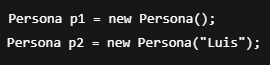 Persona p1 = new Persona();
Persona p2 = new Persona("Luis");